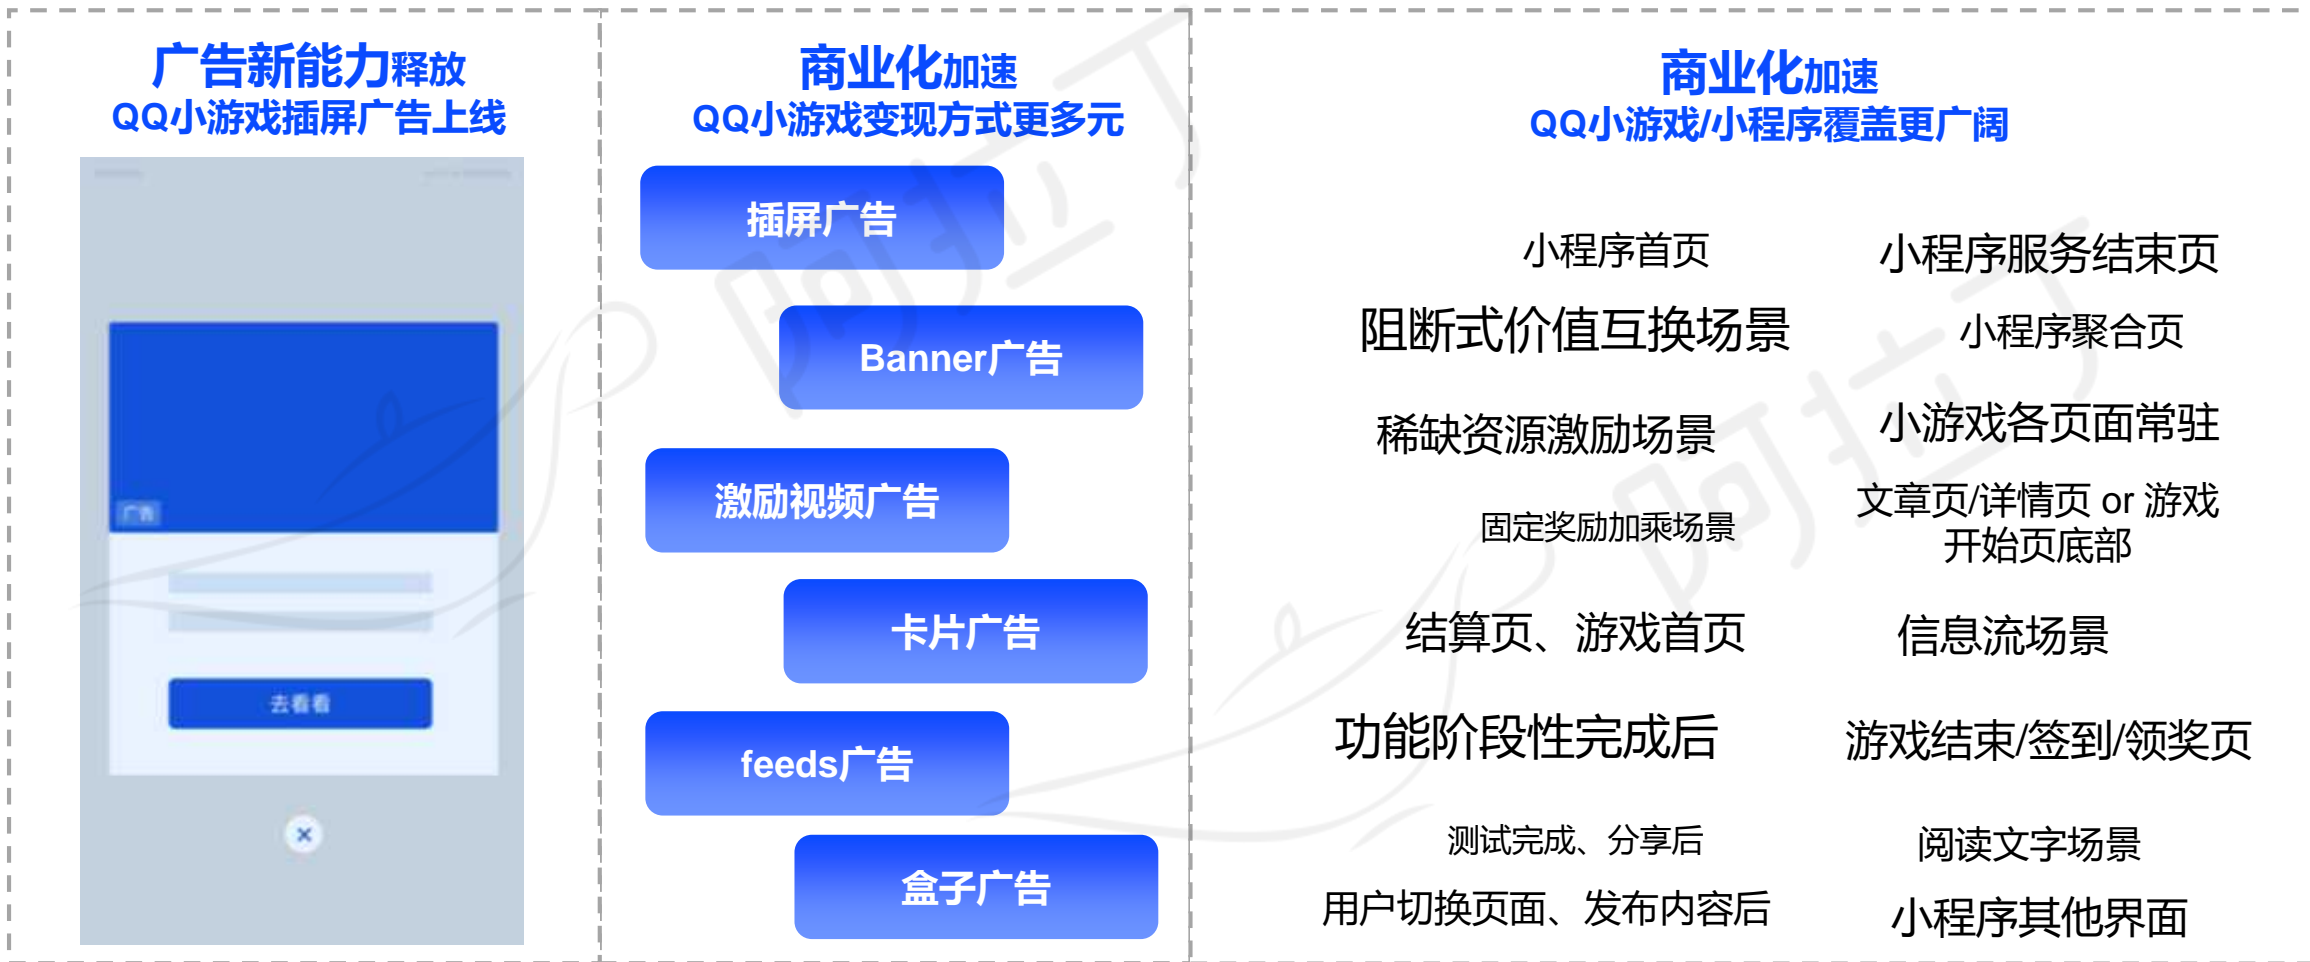 广告新能力释放
QQ小游戏插屏广告上线
广告
去看看
商业化加速
QQ小游戏变现方式更多元
插屏广告
Banner广告
激励视频广告
卡片广告
feeds广告
盒子广告
商业化加速
QQ小游戏/小程序覆盖更广阔
小程序首页
小程序服务结束页
阻断式价值互换场景
小程序聚合页
稀缺资源激励场景
小游戏各页面常驻
固定奖励加乘场景
文章页/详情页 or 游戏
开始页底部
结算页、游戏首页
信息流场景
功能阶段性完成后
游戏结束/签到/领奖页
测试完成、分享后
阅读文字场景
用户切换页面、发布内容后
小程序其他界面
阿拉丁
阿拉丁